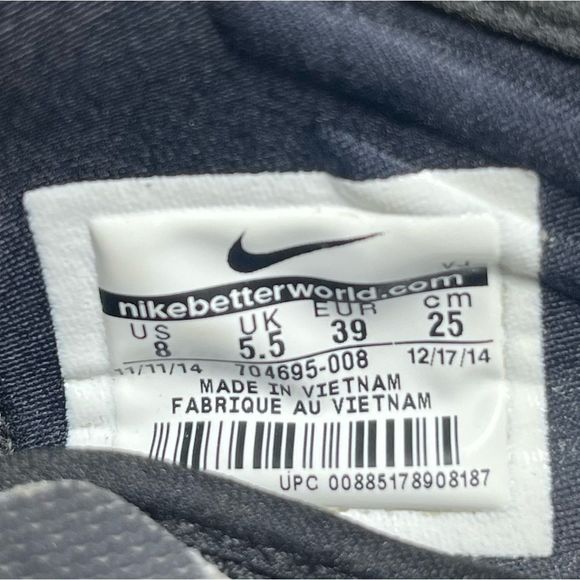 nikebetterworld.com
US UK EUR cm
8 5.5 39 25
11/11/14 704695-008 12/17/14
MADE IN VIETNAM
FABRIQUE AU VIETNAM
UPC 00885178908187